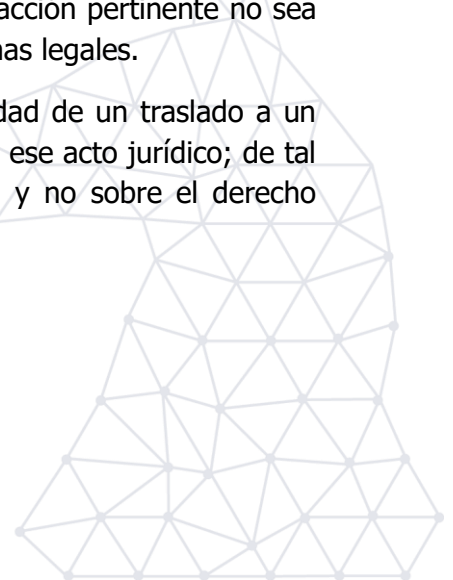 acción pertinente no sea
nas legales.
dad de un traslado a un
ese acto jurídico; de tal
y no sobre el derecho